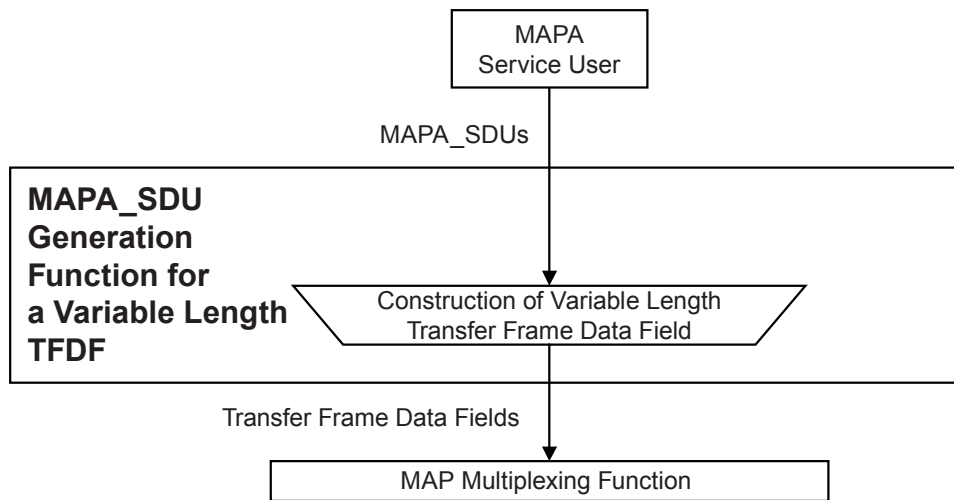 MAPA
Service User
MAPA_SDUs
MAPA_SDU
Generation
Function for
a Variable Length
TFDF
Construction of Variable Length
Transfer Frame Data Field
Transfer Frame Data Fields
MAP Multiplexing Function